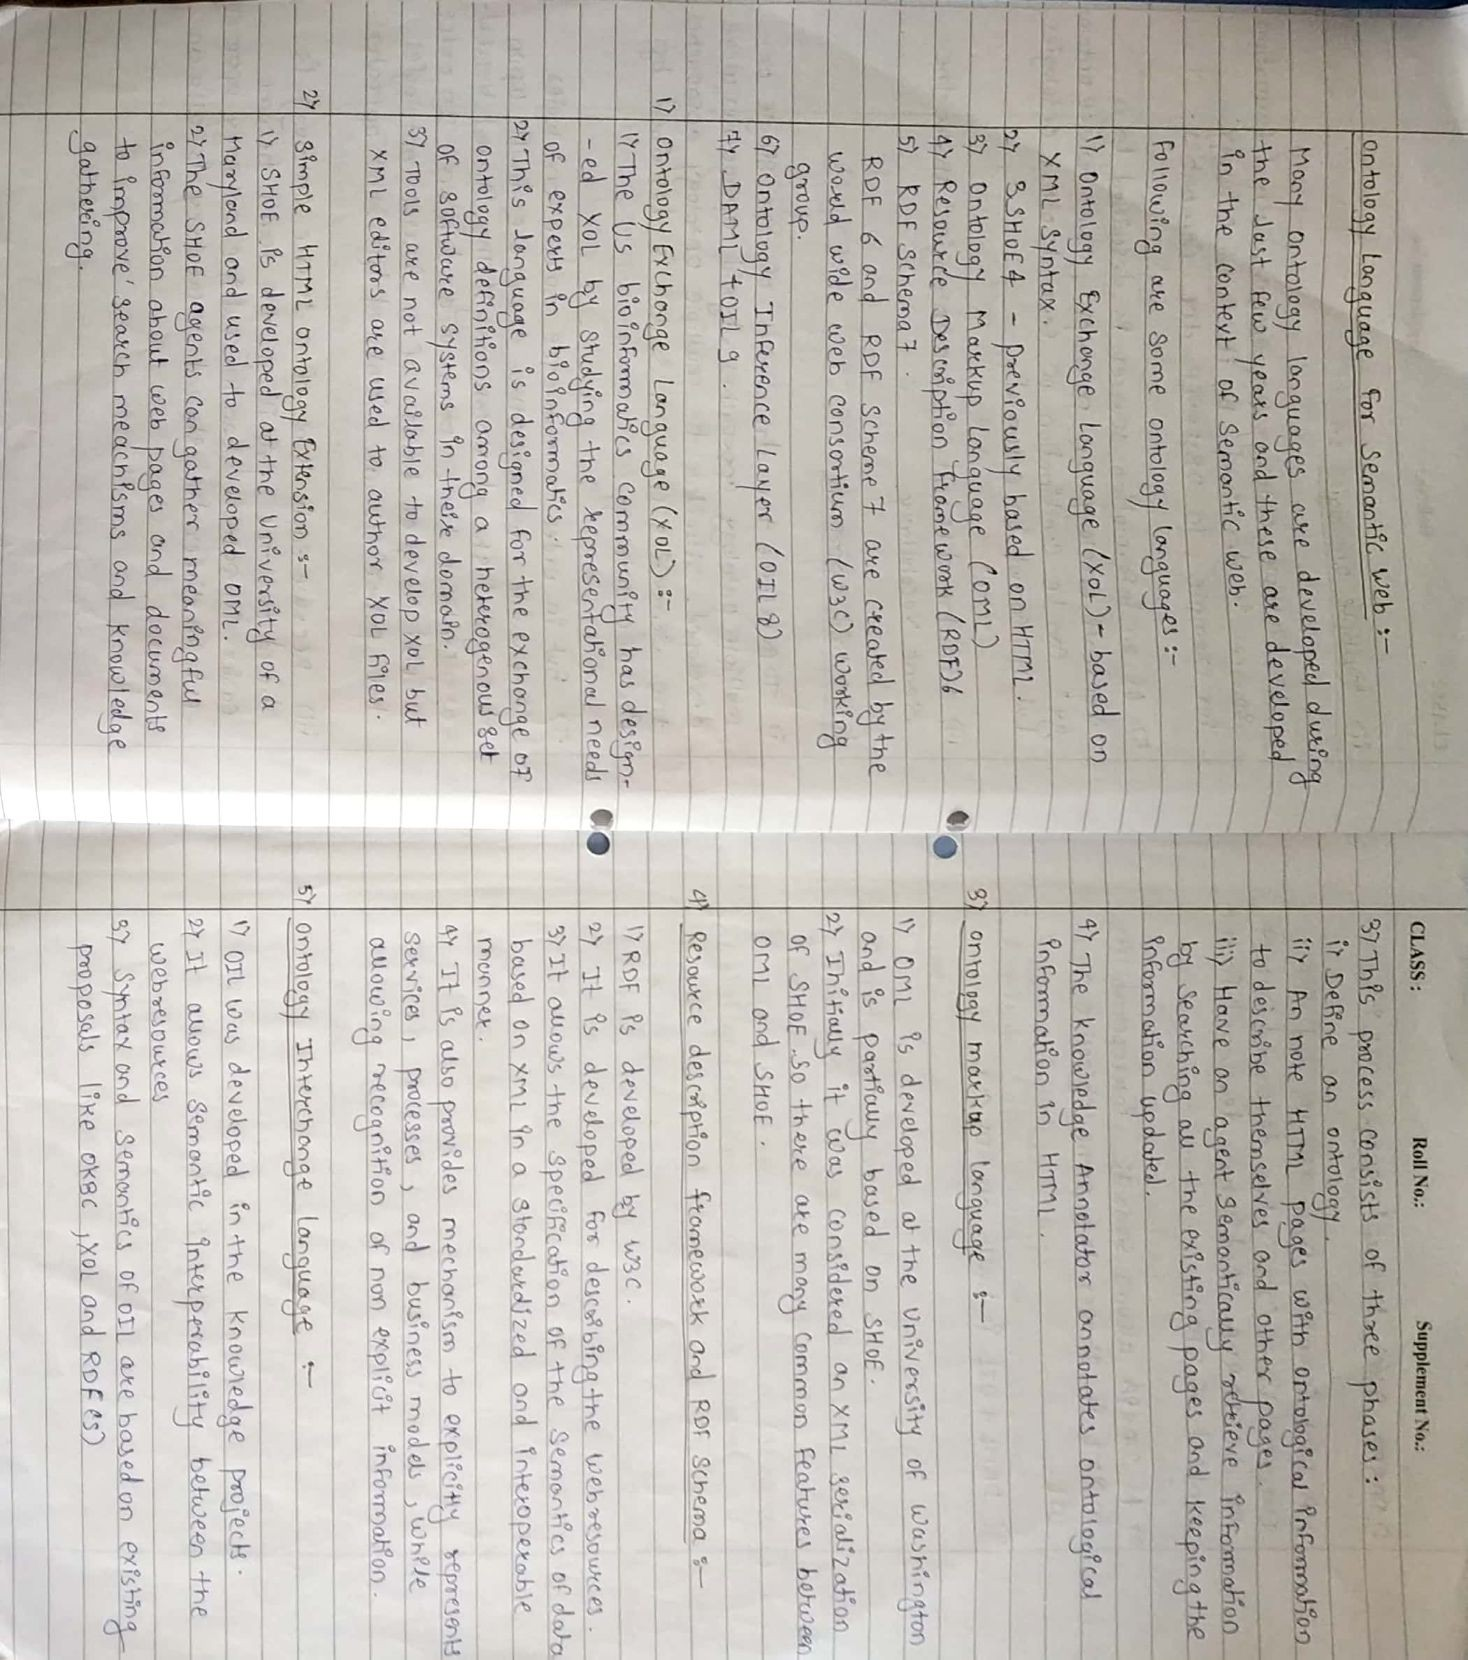 Ontology Language for Semantic web :-
Many ontology languages are developed during
the last few years and these are developed
in the context of Semantic web.
Following are some ontology languages :-
1) Ontology Exchange Language (XOL) - based on
XML Syntax.
2) 3SHOE4 - previously based on HTML.
3) Ontology Markup Language (OML)
4) Resource Description Framework (RDF)6
5) RDF Schema7.
RDF 6 and RDF Scheme 7 are created by the
would wide web consortium (W3C) working
group.
6) Ontology Inference Layer (OIL8)
7) DAML + OIL9.
1) Ontology Exchange Language (XOL) :-
1) The US bioinformatics community has design-
-ed XOL by studying the representational needs
of experts in bioinformatics.
2) This language is designed for the exchange of
ontology definitions among a heterogenous set
of software systems in their domain.
3) Tools are not available to develop XOL but
XML editors are used to author XOL files.
2) Simple HTML ontology Extension :-
1) SHOE is developed at the University of a
Maryland and used to developed OML.
2) The SHOE agents can gather meaningful
information about web pages and documents
to improve search meachnisms and knowledge
gathering.
CLASS : Roll No.: Supplement No.:
3) This process consists of three phases :
i) Define an ontology.
ii) An note HTML pages with ontological information
to describe themselves and other pages.
iii) Have an agent semantically retrieve information
by searching all the existing pages and keeping the
information updated.
4) The knowledge Annotator annotates ontological
information in HTML.
3) ontology markup language :-
1) OML is developed at the University of Washington
and is partially based on SHOE.
2) Initially it was considered an XML serialization
of SHOE. So there are many common features between
OML and SHOE.
4) Resource description framework and RDF Schema :-
1) RDF is developed by W3C.
2) It is developed for describing the web resources.
3) It allows the specification of the semantics of data
based on XML in a standardized and interoperable
manner.
4) It is also provides mechanism to explicitly represents
services, processes, and business models, while
allowing recognition of non explicit information.
5) ontology Interchange language :-
1) OIL was developed in the knowledge projects.
2) It allows semantic interperability between the
web resources
3) Syntax and semantics of OIL are based on existing
proposals like OKBC, XOL and RDF(S)